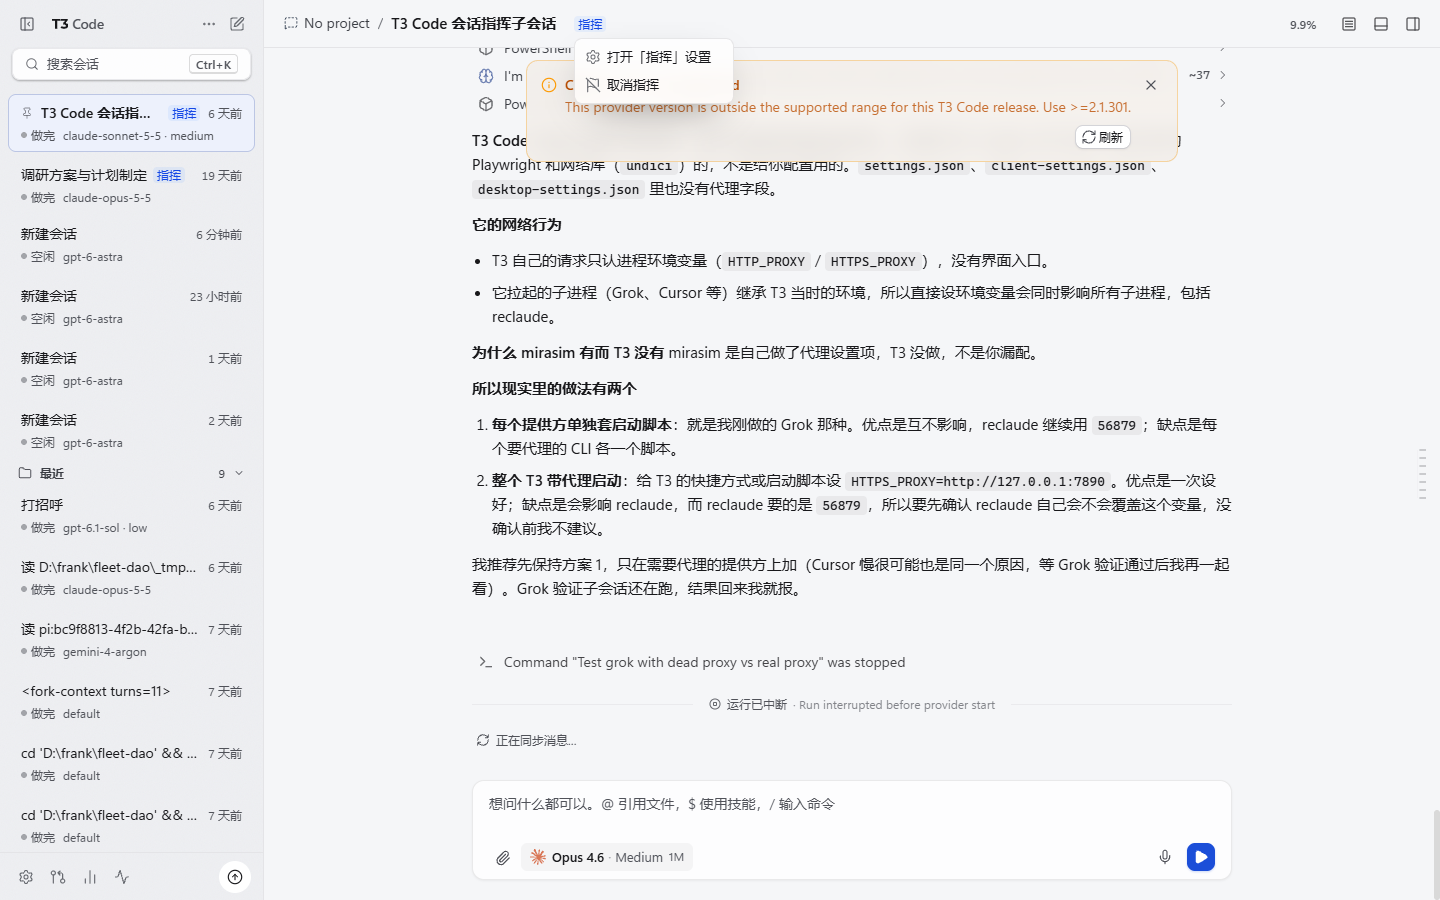 T3 Code
搜索会话
Ctrl+K
T3 Code 会话指...
指挥
6 天前
做完
claude-sonnet-5-5 · medium
调研方案与计划制定
指挥
19 天前
做完
claude-opus-5-5
新建会话
6 分钟前
空闲
gpt-6-astra
新建会话
23 小时前
空闲
gpt-6-astra
新建会话
1 天前
空闲
gpt-6-astra
新建会话
2 天前
空闲
gpt-6-astra
最近
9
打招呼
6 天前
做完
gpt-6.1-sol · low
读 D:\frank\fleet-dao\_tmp...
6 天前
做完
claude-opus-5-5
读 pi:bc9f8813-4f2b-42fa-b...
7 天前
做完
gemini-4-argon
<fork-context turns=11>
7 天前
做完
default
cd 'D:\frank\fleet-dao' && ...
7 天前
做完
default
cd 'D:\frank\fleet-dao' && ...
7 天前
做完
default
No project / T3 Code 会话指挥子会话
指挥
9.9%
打开「指挥」设置
取消指挥
PowerShell
I'm
~37
Pow
This provider version is outside the supported range for this T3 Code release. Use >=2.1.301.
刷新
T3 Code
Playwright 和网络库（undici）的，不是给你配置用的。settings.json、client-settings.json、
desktop-settings.json 里也没有代理字段。
它的网络行为
T3 自己的请求只认进程环境变量（HTTP_PROXY / HTTPS_PROXY），没有界面入口。
它拉起的子进程（Grok、Cursor 等）继承 T3 当时的环境，所以直接设环境变量会同时影响所有子进程，包括
reclaude。
为什么 mirasim 有而 T3 没有 mirasim 是自己做了代理设置项，T3 没做，不是你漏配。
所以现实里的做法有两个
1. 每个提供方单独套启动脚本：就是我刚做的 Grok 那种。优点是互不影响，reclaude 继续用 56879；缺点是每
个要代理的 CLI 各一个脚本。
2. 整个 T3 带代理启动：给 T3 的快捷方式或启动脚本设 HTTPS_PROXY=http://127.0.0.1:7890。优点是一次设
好；缺点是会影响 reclaude，而 reclaude 要的是 56879，所以要先确认 reclaude 自己会不会覆盖这个变量，没
确认前我不建议。
我推荐先保持方案 1，只在需要代理的提供方上加（Cursor 慢很可能也是同一个原因，等 Grok 验证通过后我再一起
看）。Grok 验证子会话还在跑，结果回来我就报。
Command "Test grok with dead proxy vs real proxy" was stopped
运行已中断 · Run interrupted before provider start
正在同步消息...
想问什么都可以。@ 引用文件，$ 使用技能，/ 输入命令
Opus 4.6 · Medium 1M